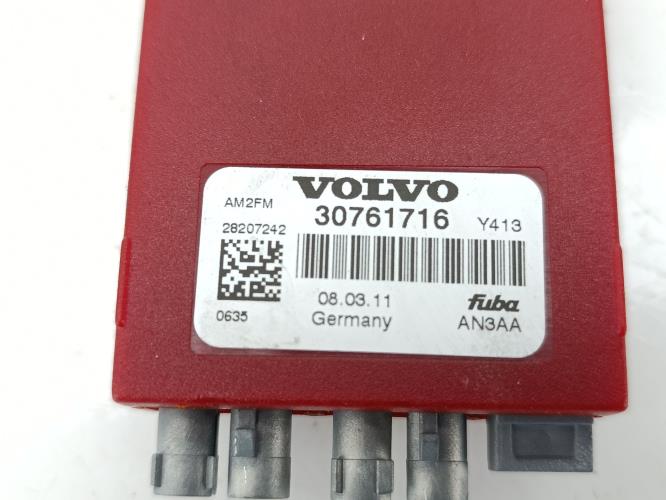 VOLVO
AM2FM 30761716 Y413
28207242
08.03.11 fuba
0635 Germany AN3AA